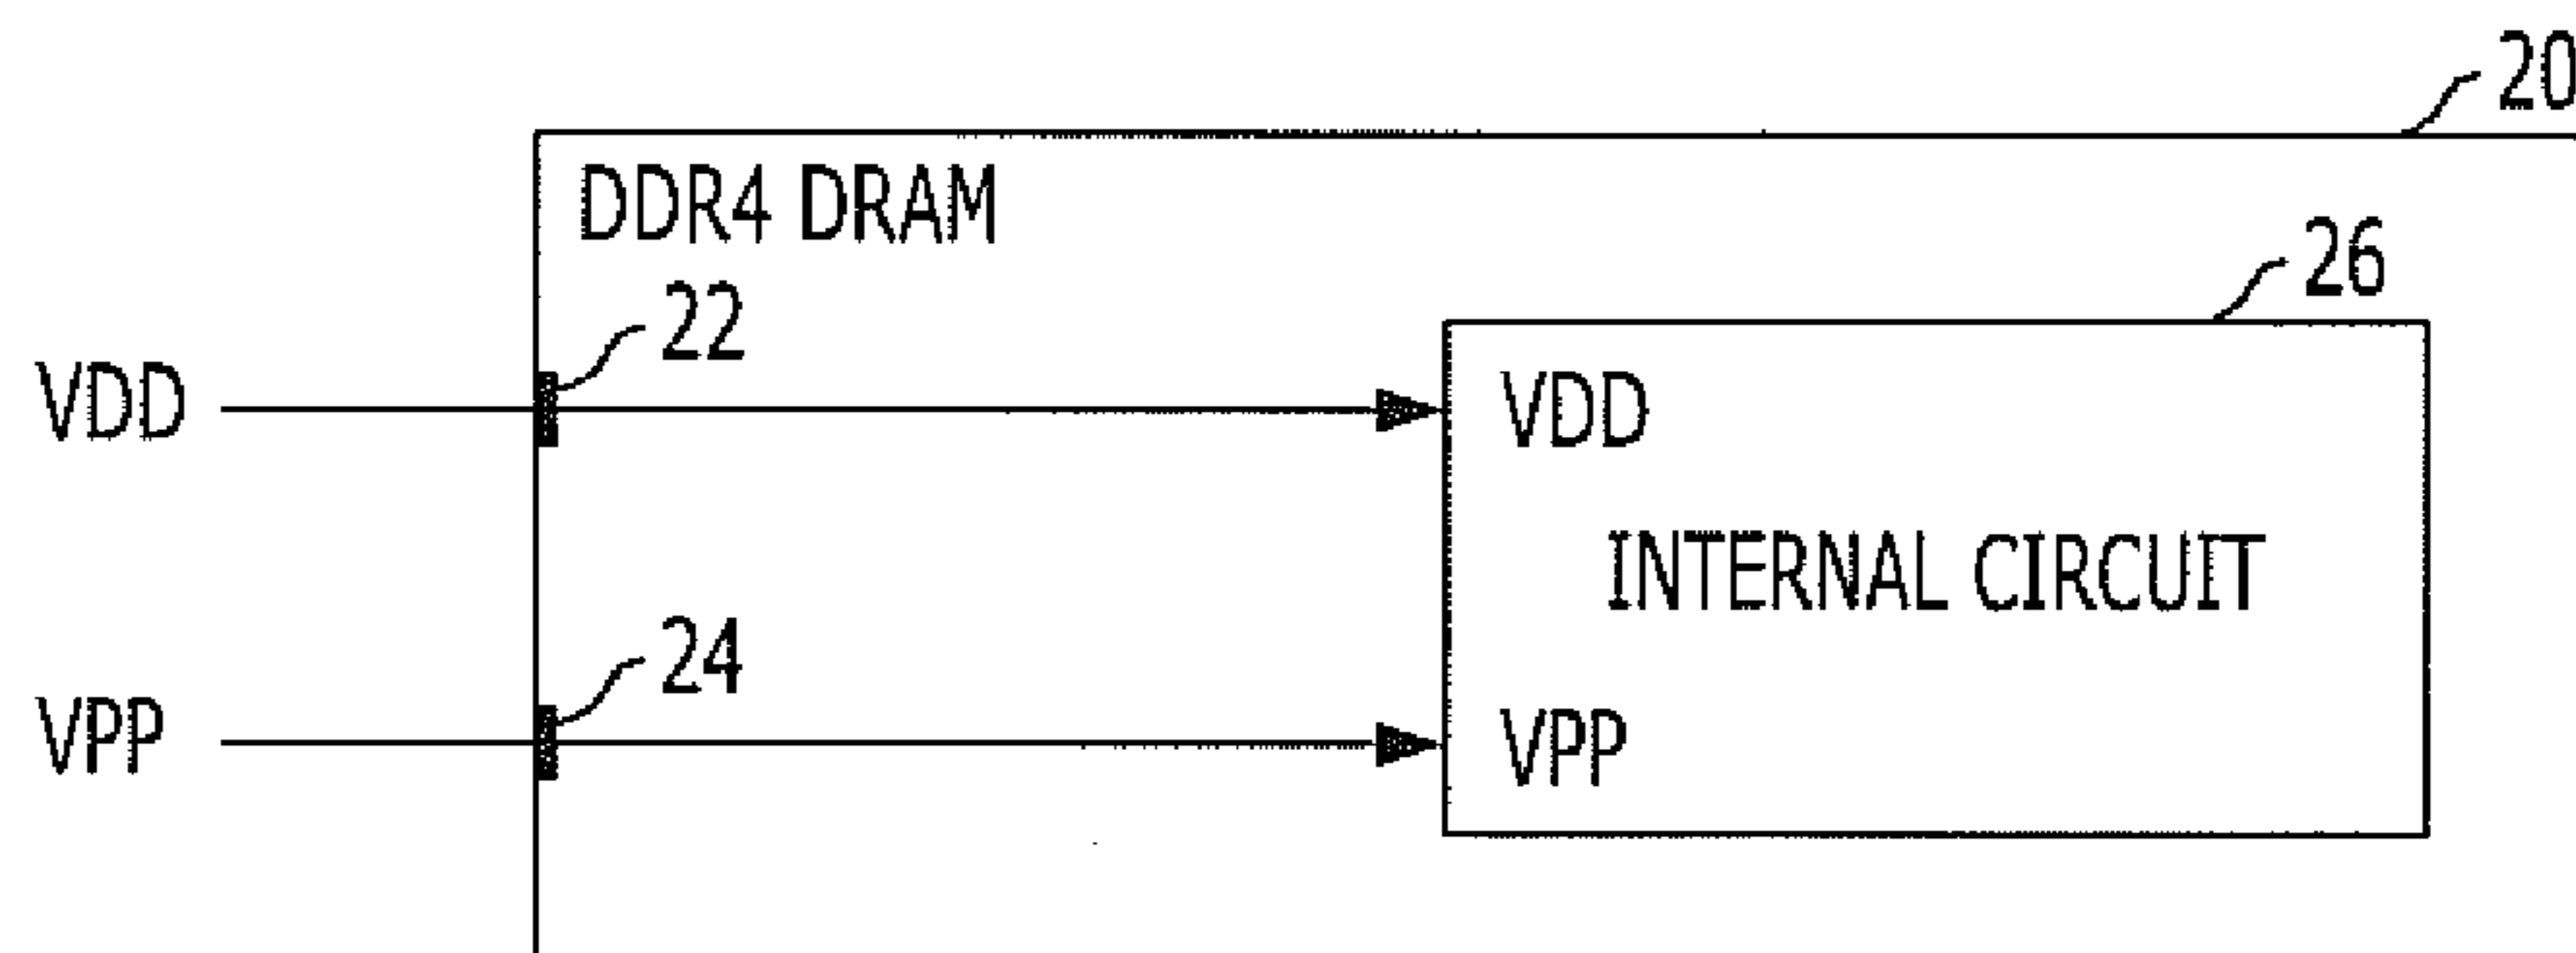 20
DDR4 DRAM
26
22
VDD
VDD
INTERNAL CIRCUIT
24
VPP
VPP